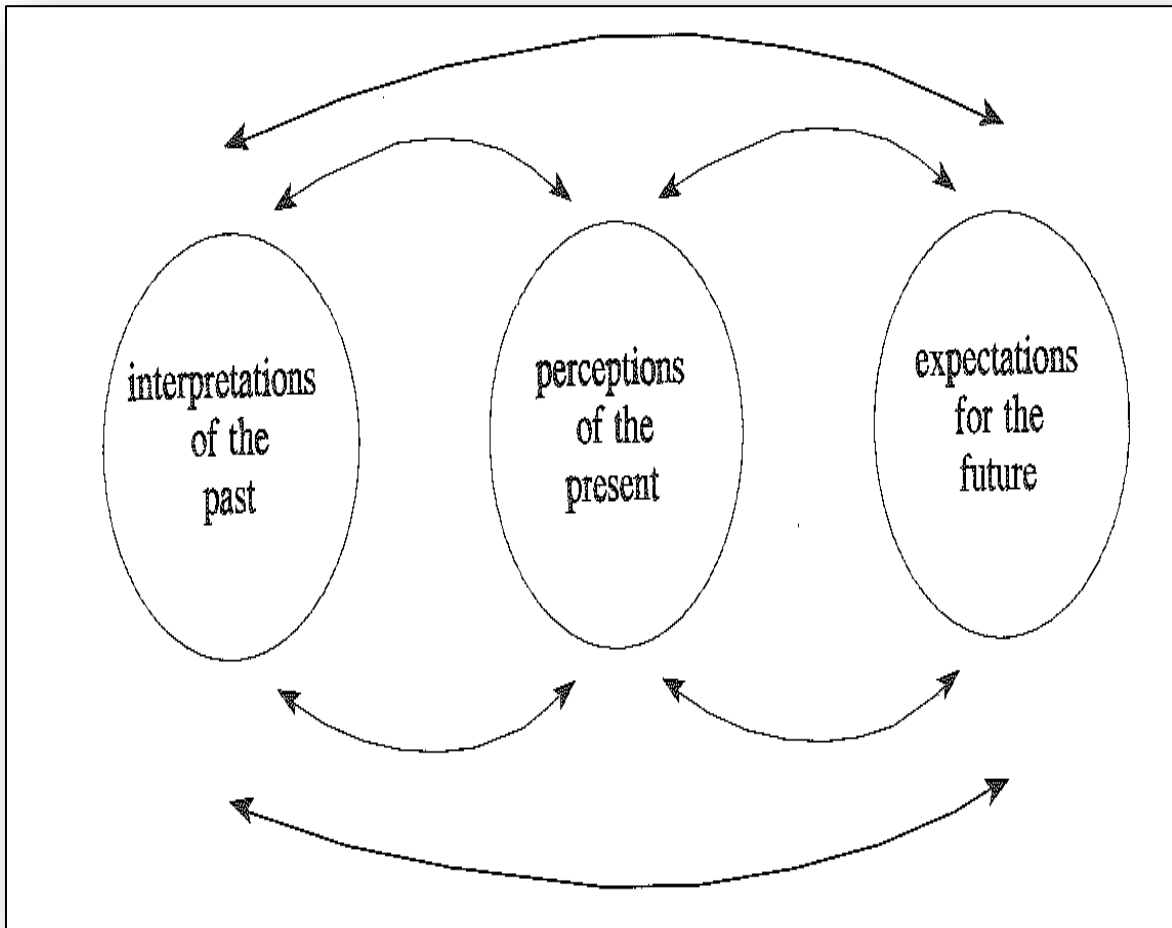 interpretations
of the
past
perceptions
of the
present
expectations
for the
future